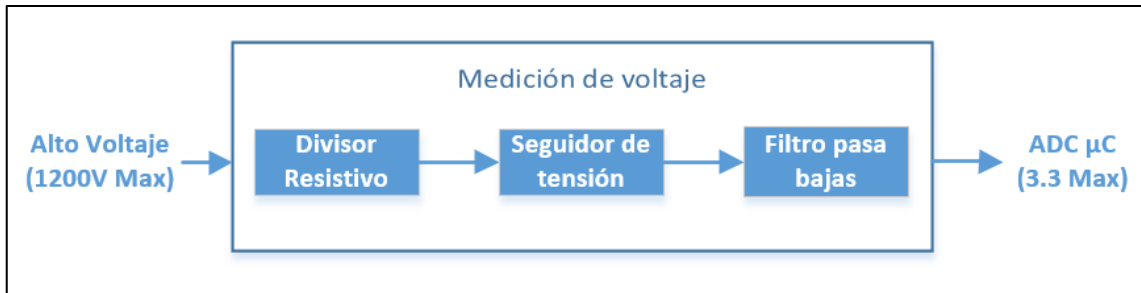 Medición de voltaje
Alto Voltaje
(1200V Max)
Divisor
Resistivo
Seguidor de
tensión
Filtro pasa
bajas
ADC µC
(3.3 Max)